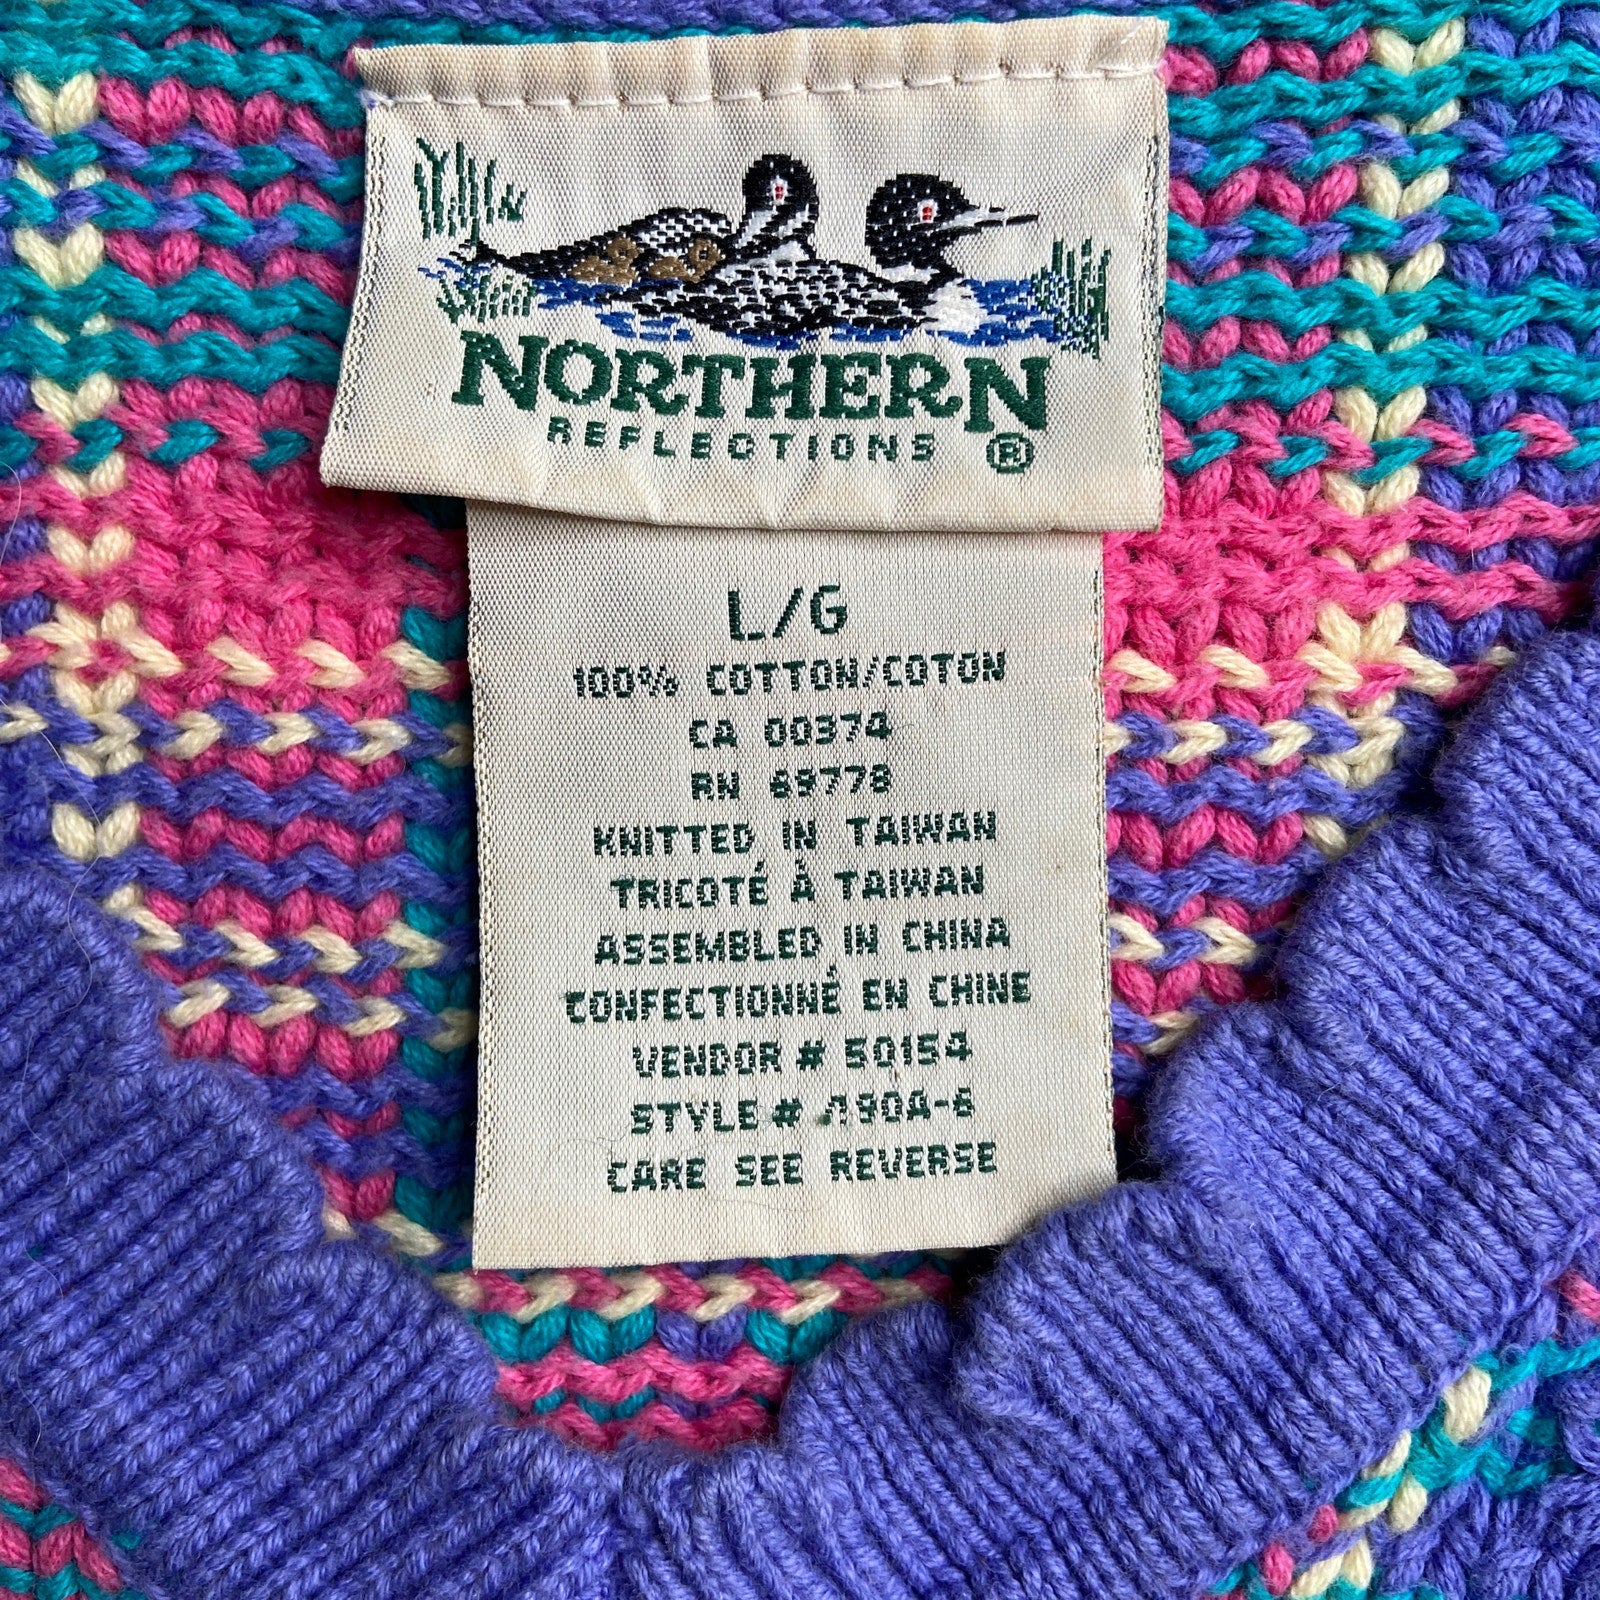 NORTHERN
REFLECTIONS ®
L/G
100% COTTON/COTON
CA 00374
RN 69778
KNITTED IN TAIWAN
TRICOTÉ À TAIWAN
ASSEMBLED IN CHINA
CONFECTIONNÉ EN CHINE
VENDOR # 50154
STYLE #
CARE SEE REVERSE